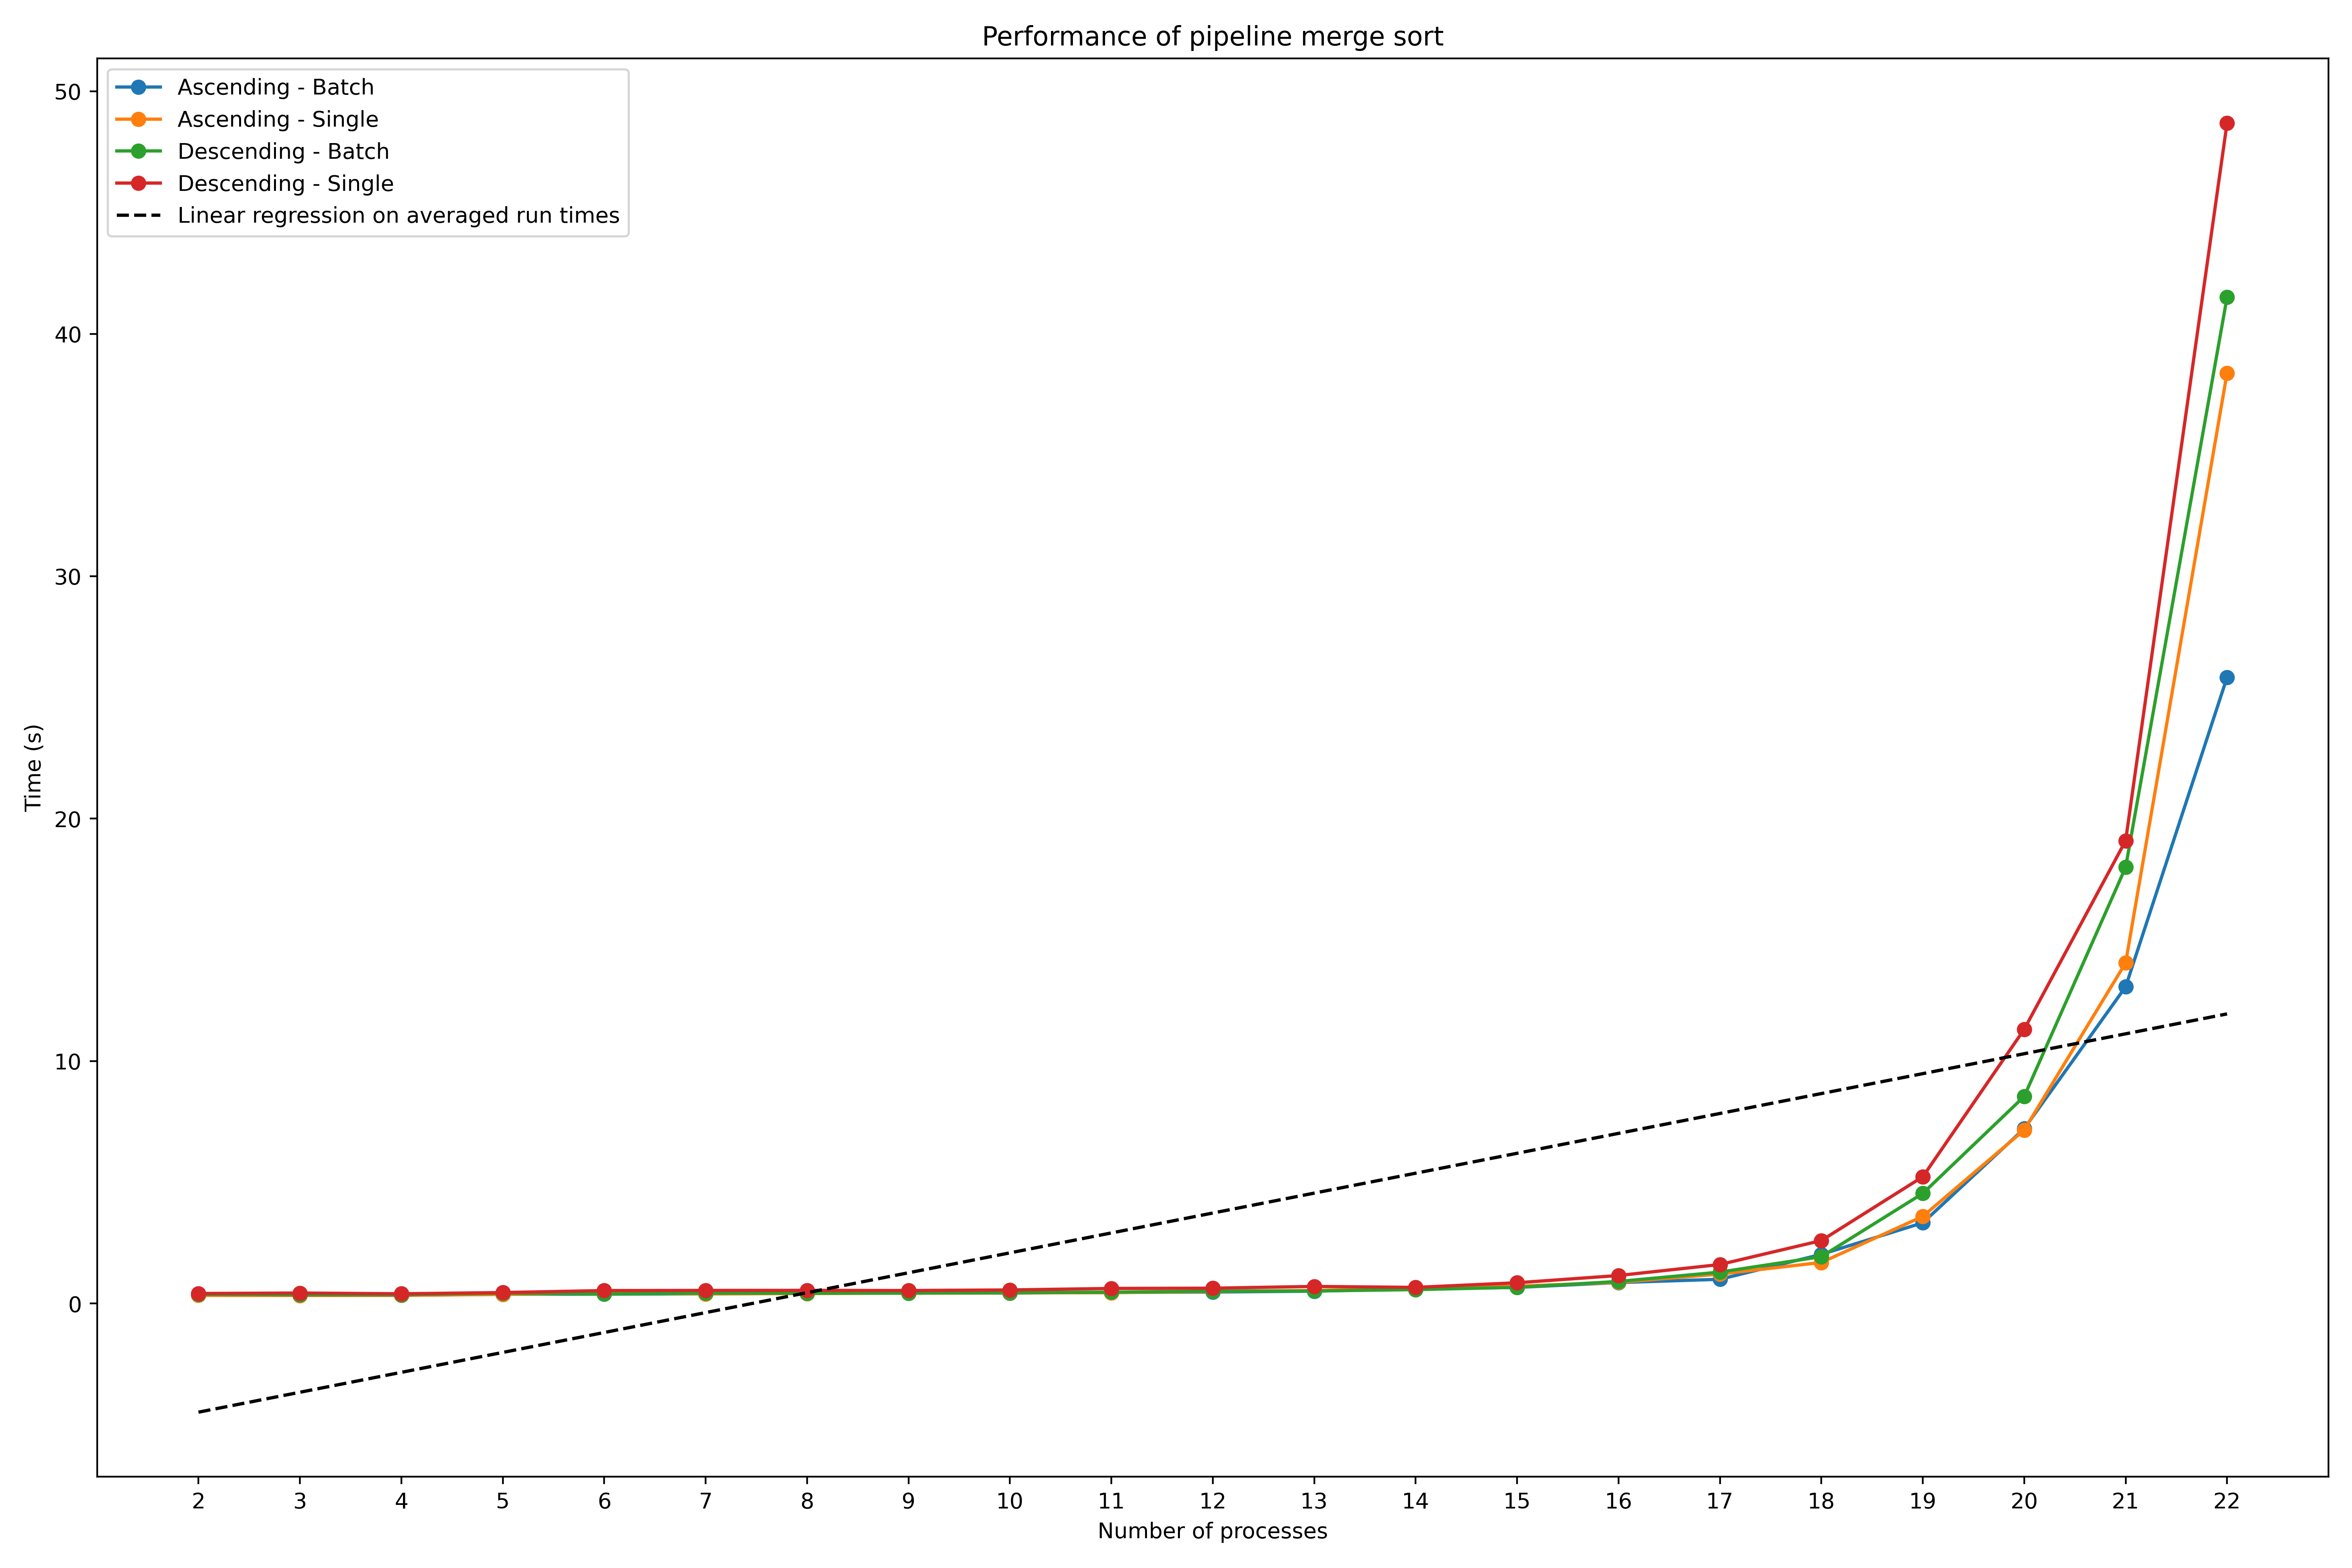 Performance of pipeline merge sort
Ascending - Batch
Ascending - Single
Descending - Batch
Descending - Single
Linear regression on averaged run times
50
40
30
20
10
0
Time (s)
2 3 4 5 6 7 8 9 10 11 12 13 14 15 16 17 18 19 20 21 22
Number of processes